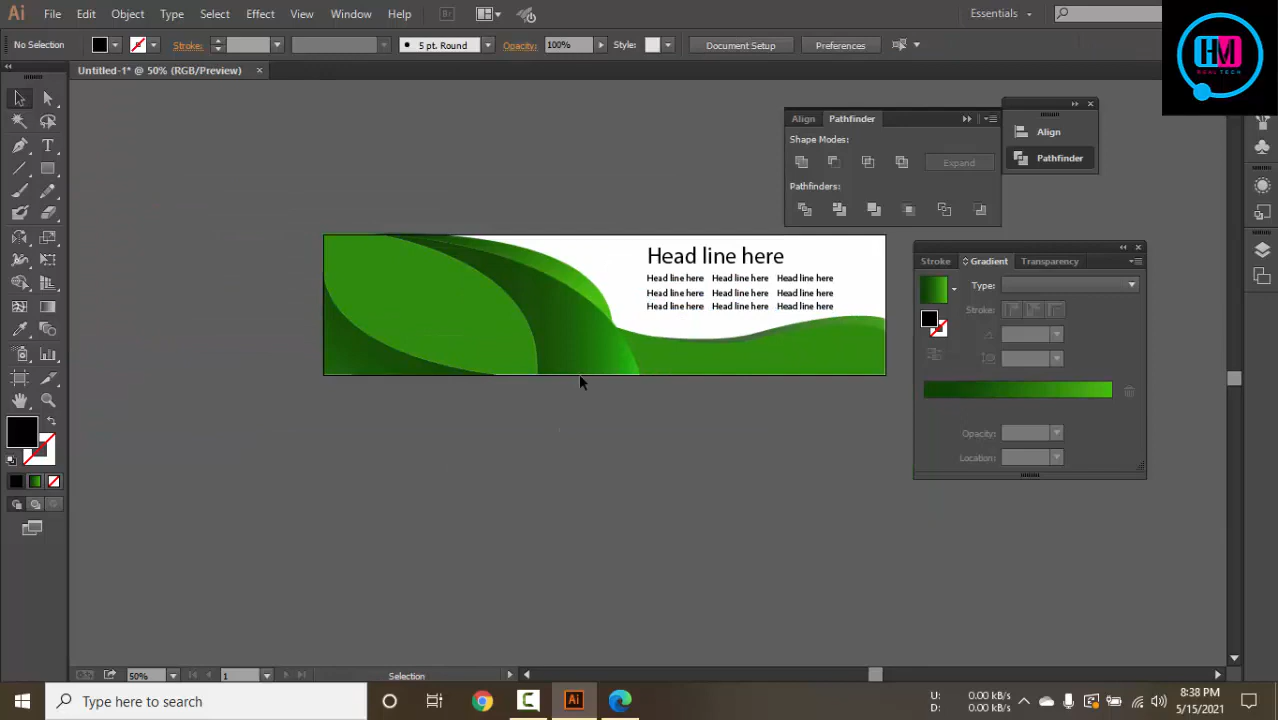 Ai File Edit Object Type Select Effect View Window Help Br Essentials
HM
REALTECH
No Selection Stroke: 5 pt. Round Opacity: 100% Style: Document Setup Preferences
Untitled-1* @ 50% (RGB/Preview)
Align Pathfinder
Shape Modes:
Expand
Pathfinders:
Align
Pathfinder
Head line here
Head line here Head line here Head line here
Head line here Head line here Head line here
Head line here Head line here Head line here
Stroke Gradient Transparency
Type:
Stroke:
Opacity:
Location:
50% 1 Selection
Type here to search
Ai
U: 0.00 kB/s
D: 0.00 kB/s
8:38 PM
5/15/2021